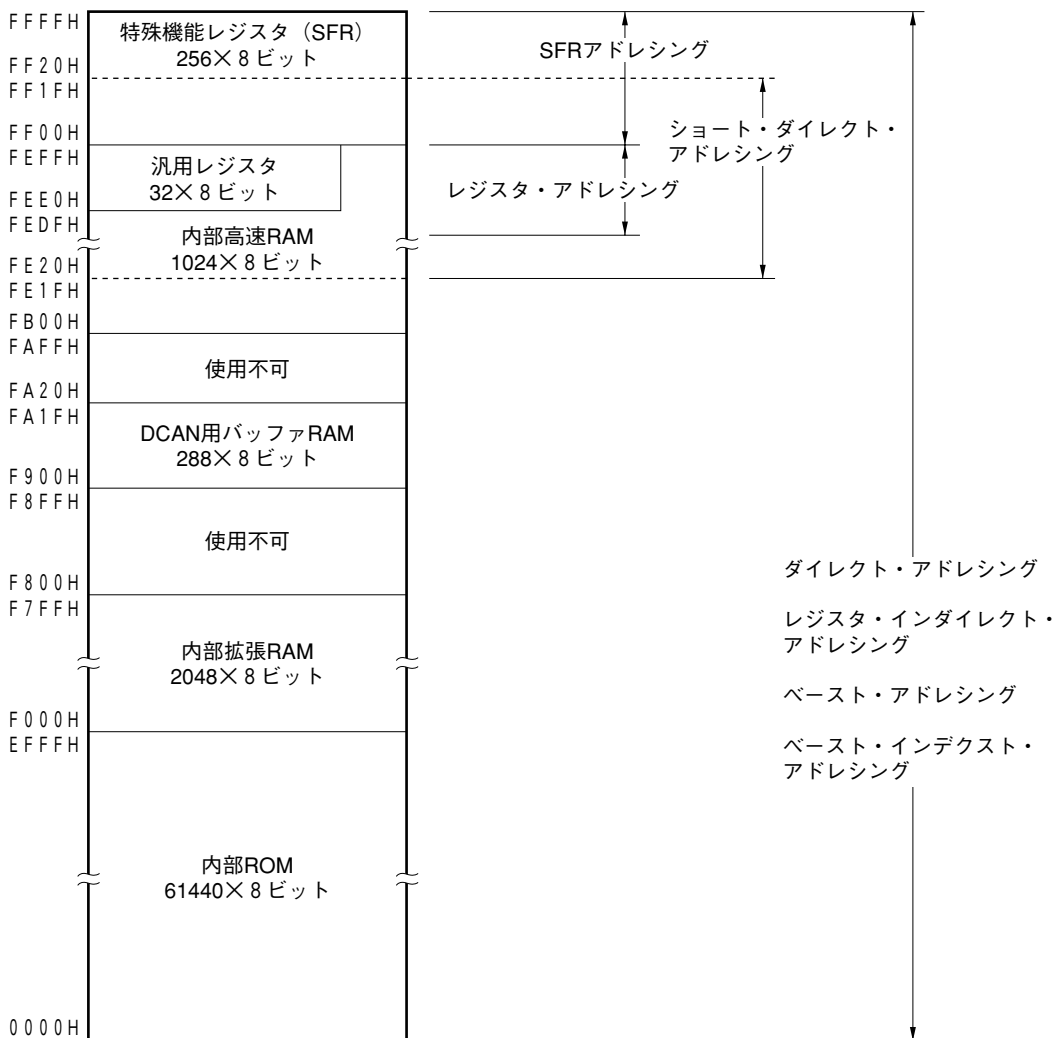 FFFFH
特殊機能レジスタ（SFR）
256×8ビット
SFRアドレシング
FF20H
FF1FH
FF00H
FEFFH
ショート・ダイレクト・
アドレシング
汎用レジスタ
32×8ビット
レジスタ・アドレシング
FEE0H
FEDFH
内部高速RAM
1024×8ビット
FE20H
FE1FH
FB00H
FAFFH
使用不可
FA20H
FA1FH
DCAN用バッファRAM
288×8ビット
F900H
F8FFH
使用不可
F800H
F7FFH
ダイレクト・アドレシング
レジスタ・インダイレクト・
アドレシング
ベースト・アドレシング
ベースト・インデクスト・
アドレシング
内部拡張RAM
2048×8ビット
F000H
EFFFH
内部ROM
61440×8ビット
0000H